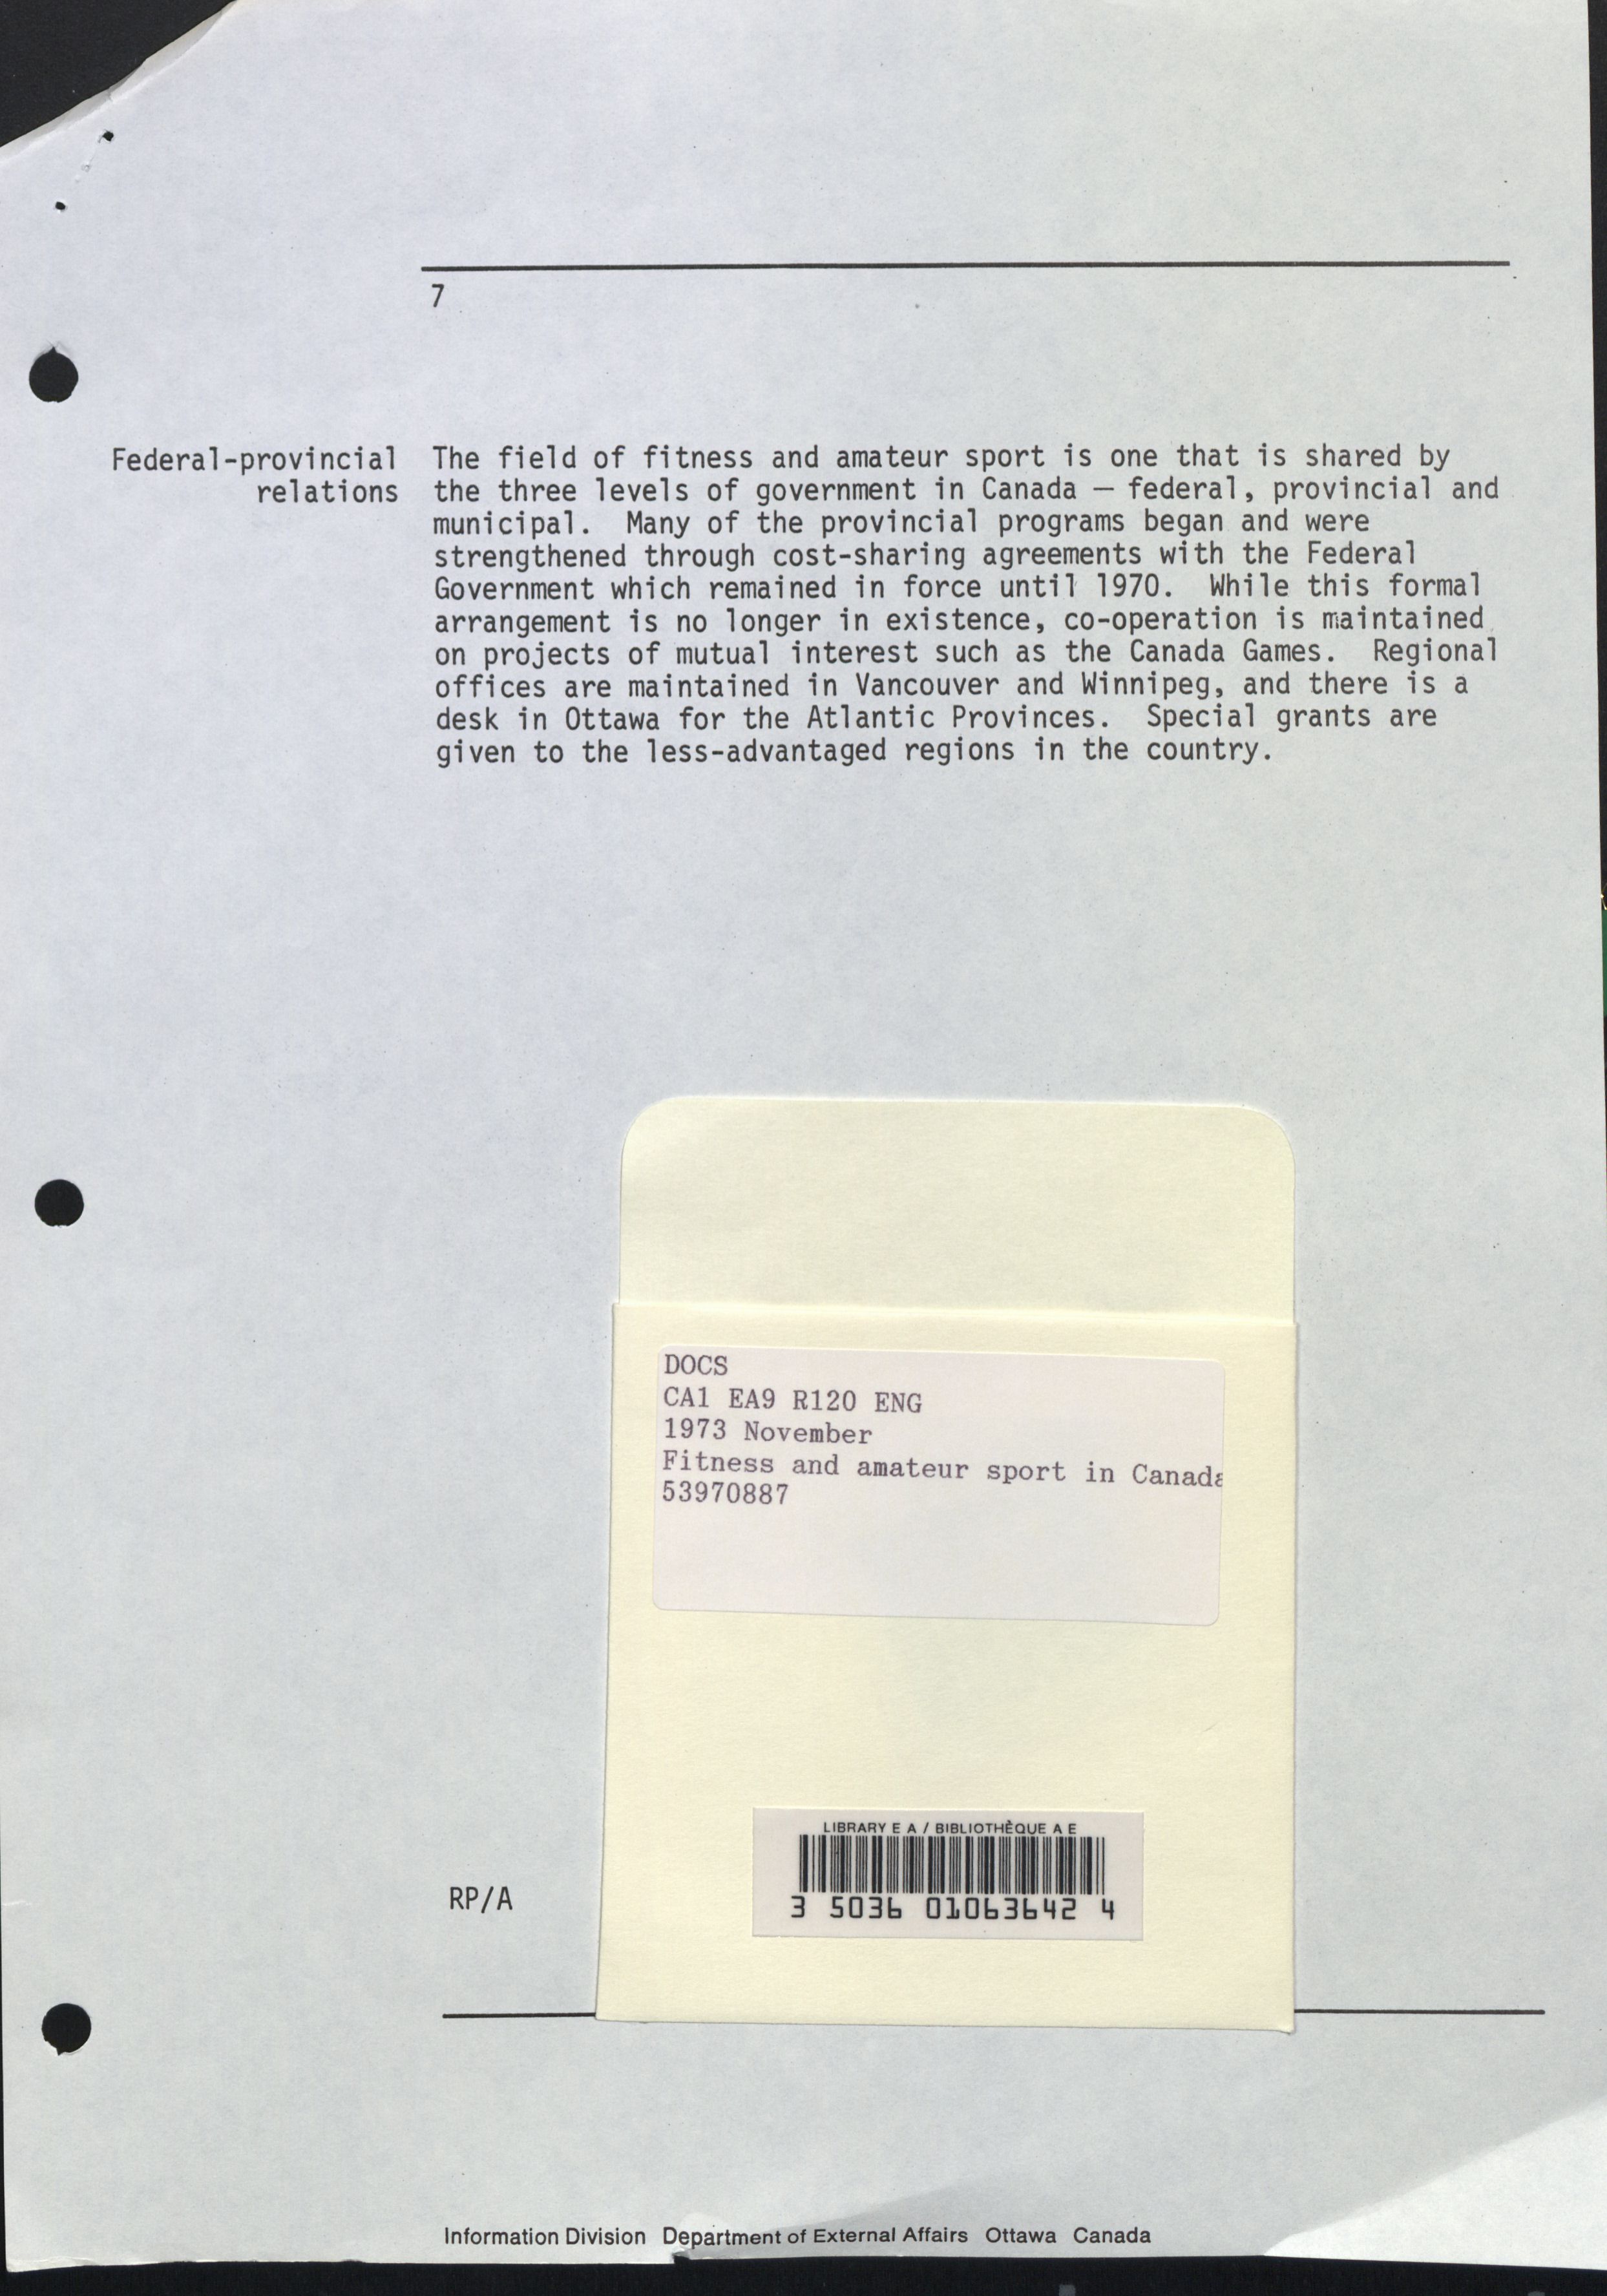 7
Federal-provincial
relations
The field of fitness and amateur sport is one that is shared by
the three levels of government in Canada — federal, provincial and
municipal.  Many of the provincial programs began and were
strengthened through cost-sharing agreements with the Federal
Government which remained in force until 1970.  While this formal
arrangement is no longer in existence, co-operation is maintained
on projects of mutual interest such as the Canada Games.  Regional
offices are maintained in Vancouver and Winnipeg, and there is a
desk in Ottawa for the Atlantic Provinces.  Special grants are
given to the less-advantaged regions in the country.
DOCS
CA1 EA9 R120 ENG
1973 November
Fitness and amateur sport in Canada
53970887
LIBRARY E A / BIBLIOTHÈQUE A E
3 5036 01063642 4
RP/A
Information Division Department of External Affairs Ottawa Canada